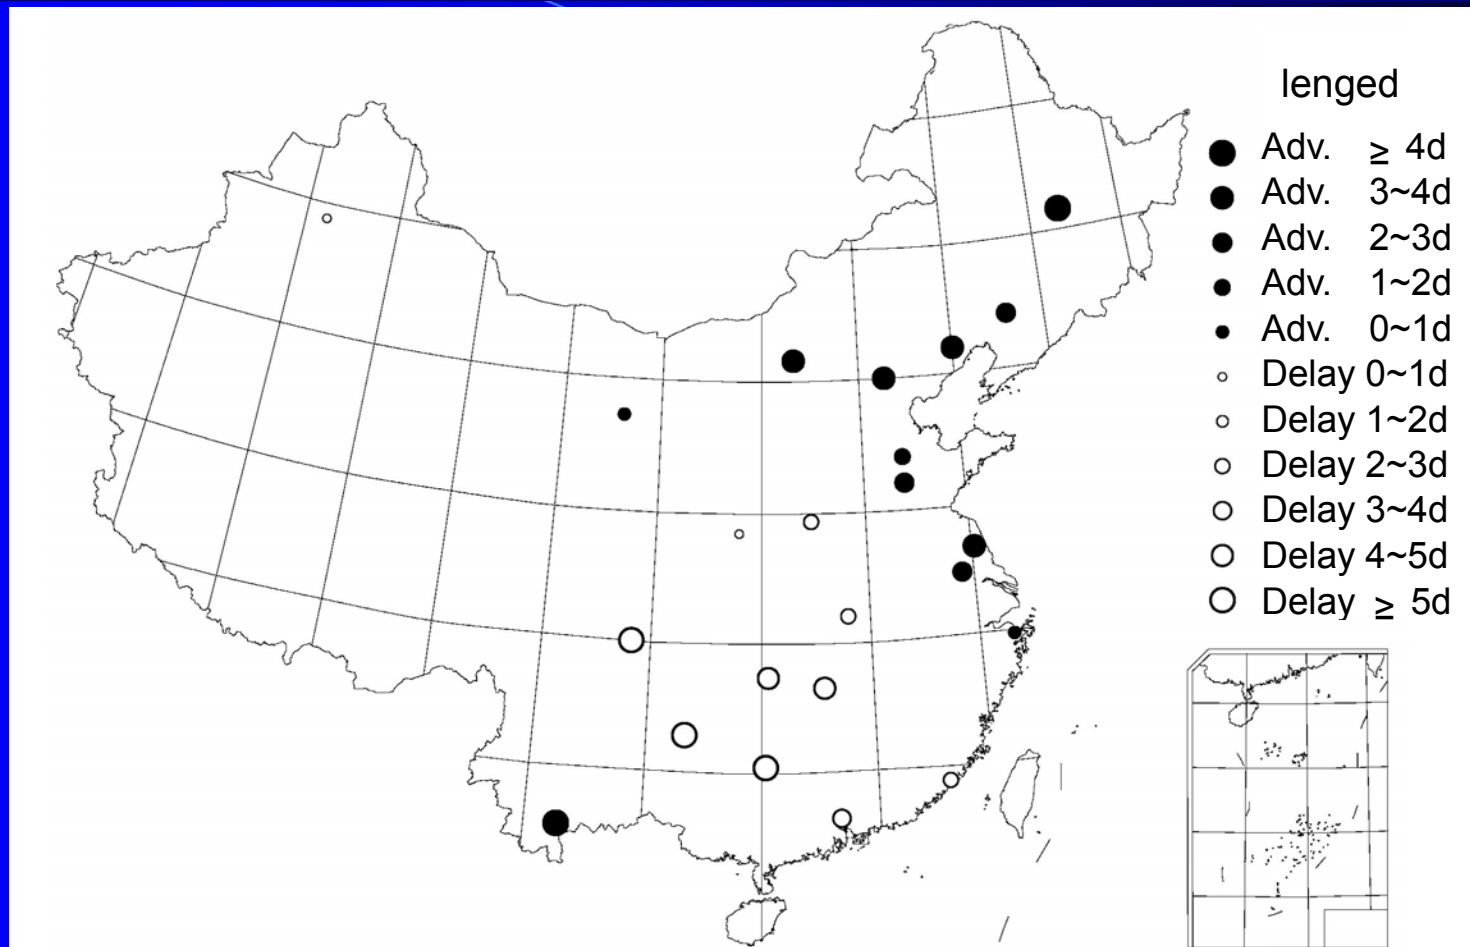 lenged
Adv. ≥ 4d
Adv. 3~4d
Adv. 2~3d
Adv. 1~2d
Adv. 0~1d
Delay 0~1d
Delay 1~2d
Delay 2~3d
Delay 3~4d
Delay 4~5d
Delay ≥ 5d